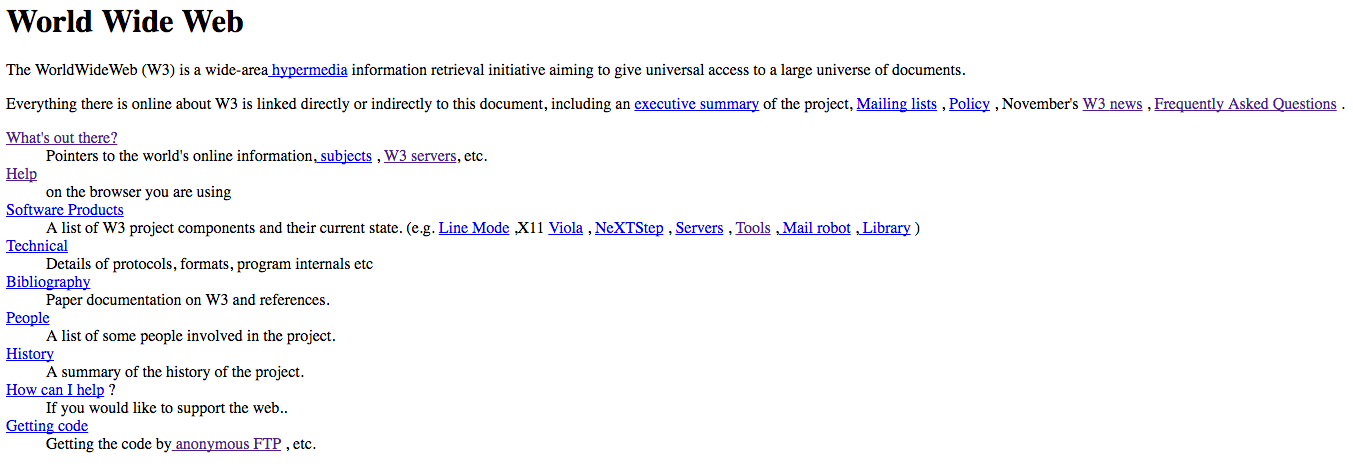 World Wide Web
The WorldWideWeb (W3) is a wide-area hypermedia information retrieval initiative aiming to give universal access to a large universe of documents.
Everything there is online about W3 is linked directly or indirectly to this document, including an executive summary of the project, Mailing lists , Policy , November's W3 news , Frequently Asked Questions .
What's out there?
Pointers to the world's online information, subjects , W3 servers, etc.
Help
on the browser you are using
Software Products
A list of W3 project components and their current state. (e.g. Line Mode ,X11 Viola , NeXTStep , Servers , Tools , Mail robot , Library )
Technical
Details of protocols, formats, program internals etc
Bibliography
Paper documentation on W3 and references.
People
A list of some people involved in the project.
History
A summary of the history of the project.
How can I help ?
If you would like to support the web..
Getting code
Getting the code by anonymous FTP , etc.